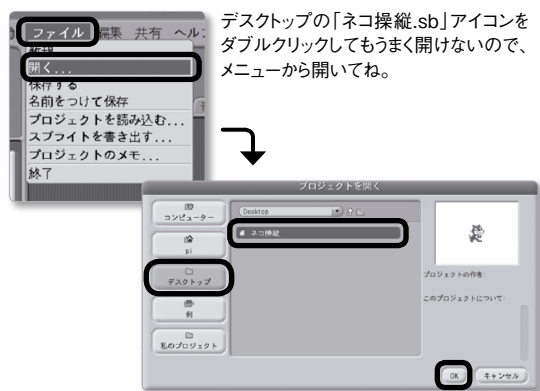 デスクトップの「ネコ操縦.sb」アイコンを
ダブルクリックしてもうまく開けないので、
メニューから開いてね。
ファイル 編集 共有 ヘル
新規
開く...
保存する
名前をつけて保存
プロジェクトを読み込む...
スプライトを書き出す...
プロジェクトのメモ...
終了
プロジェクトを開く
コンピューター
pi
デスクトップ
例
私のプロジェクト
Desktop
ネコ操縦
プロジェクトの作者:
このプロジェクトについて:
OK
キャンセル